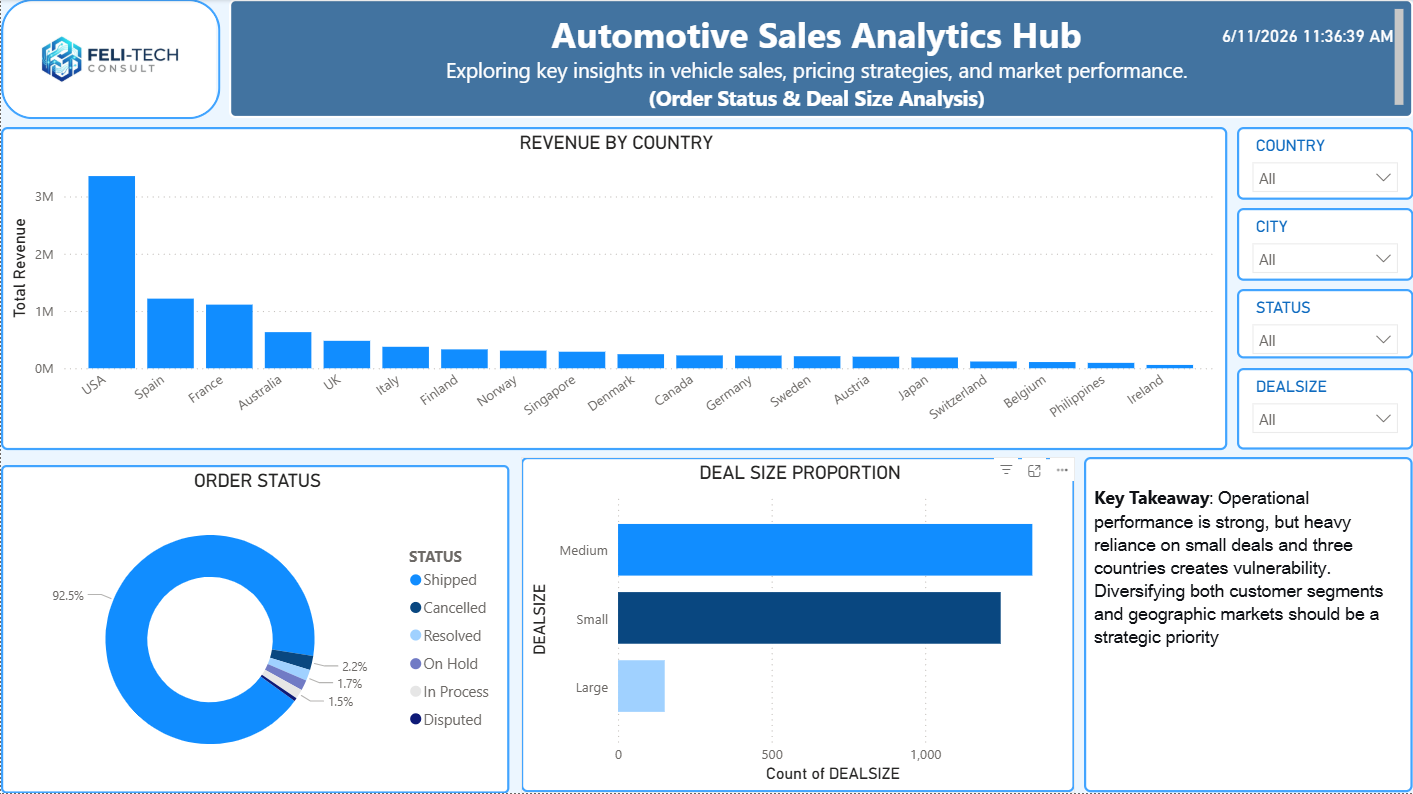 FELI-TECH
CONSULT
Automotive Sales Analytics Hub
6/11/2026 11:36:39 AM
Exploring key insights in vehicle sales, pricing strategies, and market performance.
(Order Status & Deal Size Analysis)
REVENUE BY COUNTRY
Total Revenue
3M
2M
1M
0M
USA
Spain
France
Australia
UK
Italy
Finland
Norway
Singapore
Denmark
Canada
Germany
Sweden
Austria
Japan
Switzerland
Belgium
Philippines
Ireland
COUNTRY
All
CITY
All
STATUS
All
DEALSIZE
All
ORDER STATUS
92.5%
2.2%
1.7%
1.5%
STATUS
Shipped
Cancelled
Resolved
On Hold
In Process
Disputed
DEAL SIZE PROPORTION
DEALSIZE
Medium
Small
Large
0
500
1,000
Count of DEALSIZE
Key Takeaway: Operational
performance is strong, but heavy
reliance on small deals and three
countries creates vulnerability.
Diversifying both customer segments
and geographic markets should be a
strategic priority